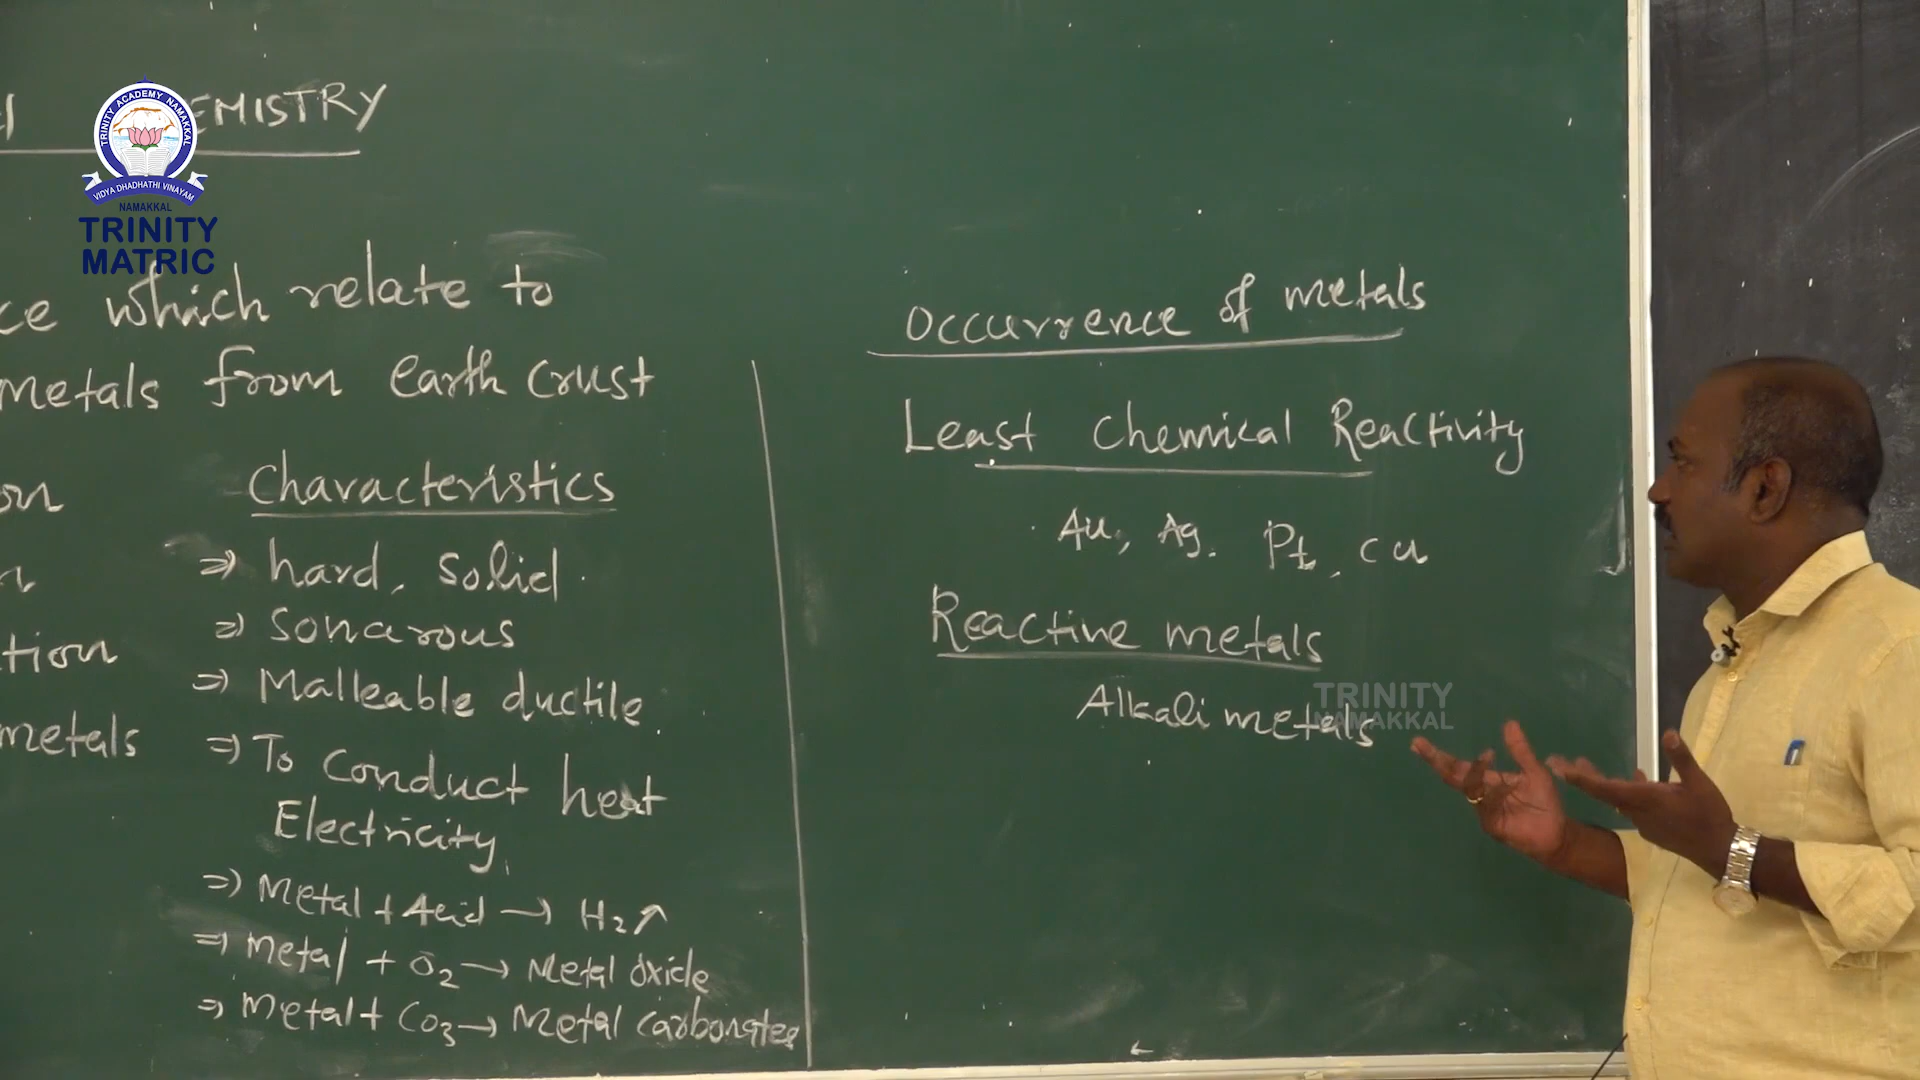 TRINITY ACADEMY NAMAKKAL
VIDYA DHADHATHI VINAYAM
NAMAKKAL
TRINITY
MATRIC
EMISTRY
ce which relate to
metals from earth crust
on
tion
metals
Characteristics
⇒ hard, solid.
⇒ Sonarous
⇒ Malleable ductile
⇒ To conduct heat
Electricity,
⇒ Metal + Acid → H2↑
⇒ Metal + O2 → Metal oxide
⇒ Metal + CO3 → Metal carbonates
Occurrence of metals
Least Chemical Reactivity
Au, Ag. Pt, Cu
Reactive metals
Alkali metals
TRINITY
NAMAKKAL